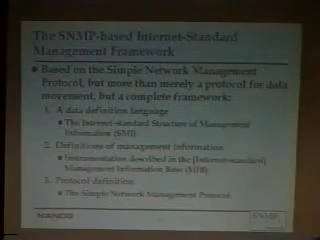 The SNMP-based Internet-Standard
Management Framework
Based on the Simple Network Management
Protocol, but more than merely a protocol for data
movement, but a complete framework:
1. A data definition language
The Internet-standard Structure of Management
Information (SMI)
2. Definitions of management information
Instrumentation described in the [Internet-standard]
Management Information Base (MIB)
3. Protocol definition
The Simple Network Management Protocol
NANOG
SNMP